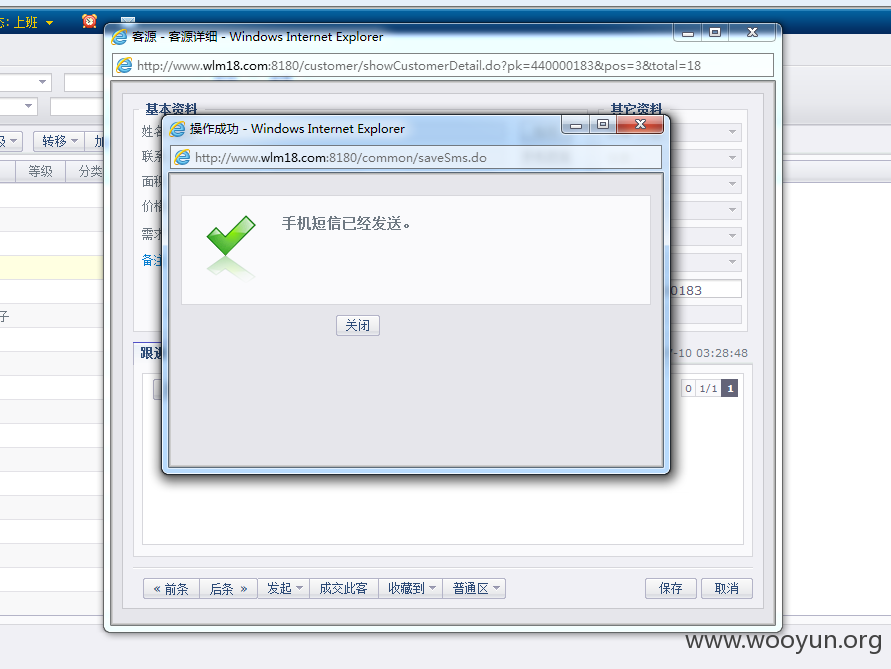 态: 上班
客源 - 客源详细 - Windows Internet Explorer
http://www.wlm18.com:8180/customer/showCustomerDetail.do?pk=440000183&pos=3&total=18
基本资料
其它资料
操作成功 - Windows Internet Explorer
http://www.wlm18.com:8180/common/saveSms.do
手机短信已经发送。
关闭
转移
等级
分类
子
姓名
联系
面积
价格
需求
备注
0183
跟进
-10 03:28:48
0 1/1 1
« 前条
后条 »
发起
成交此客
收藏到
普通区
保存
取消
www.wooyun.org